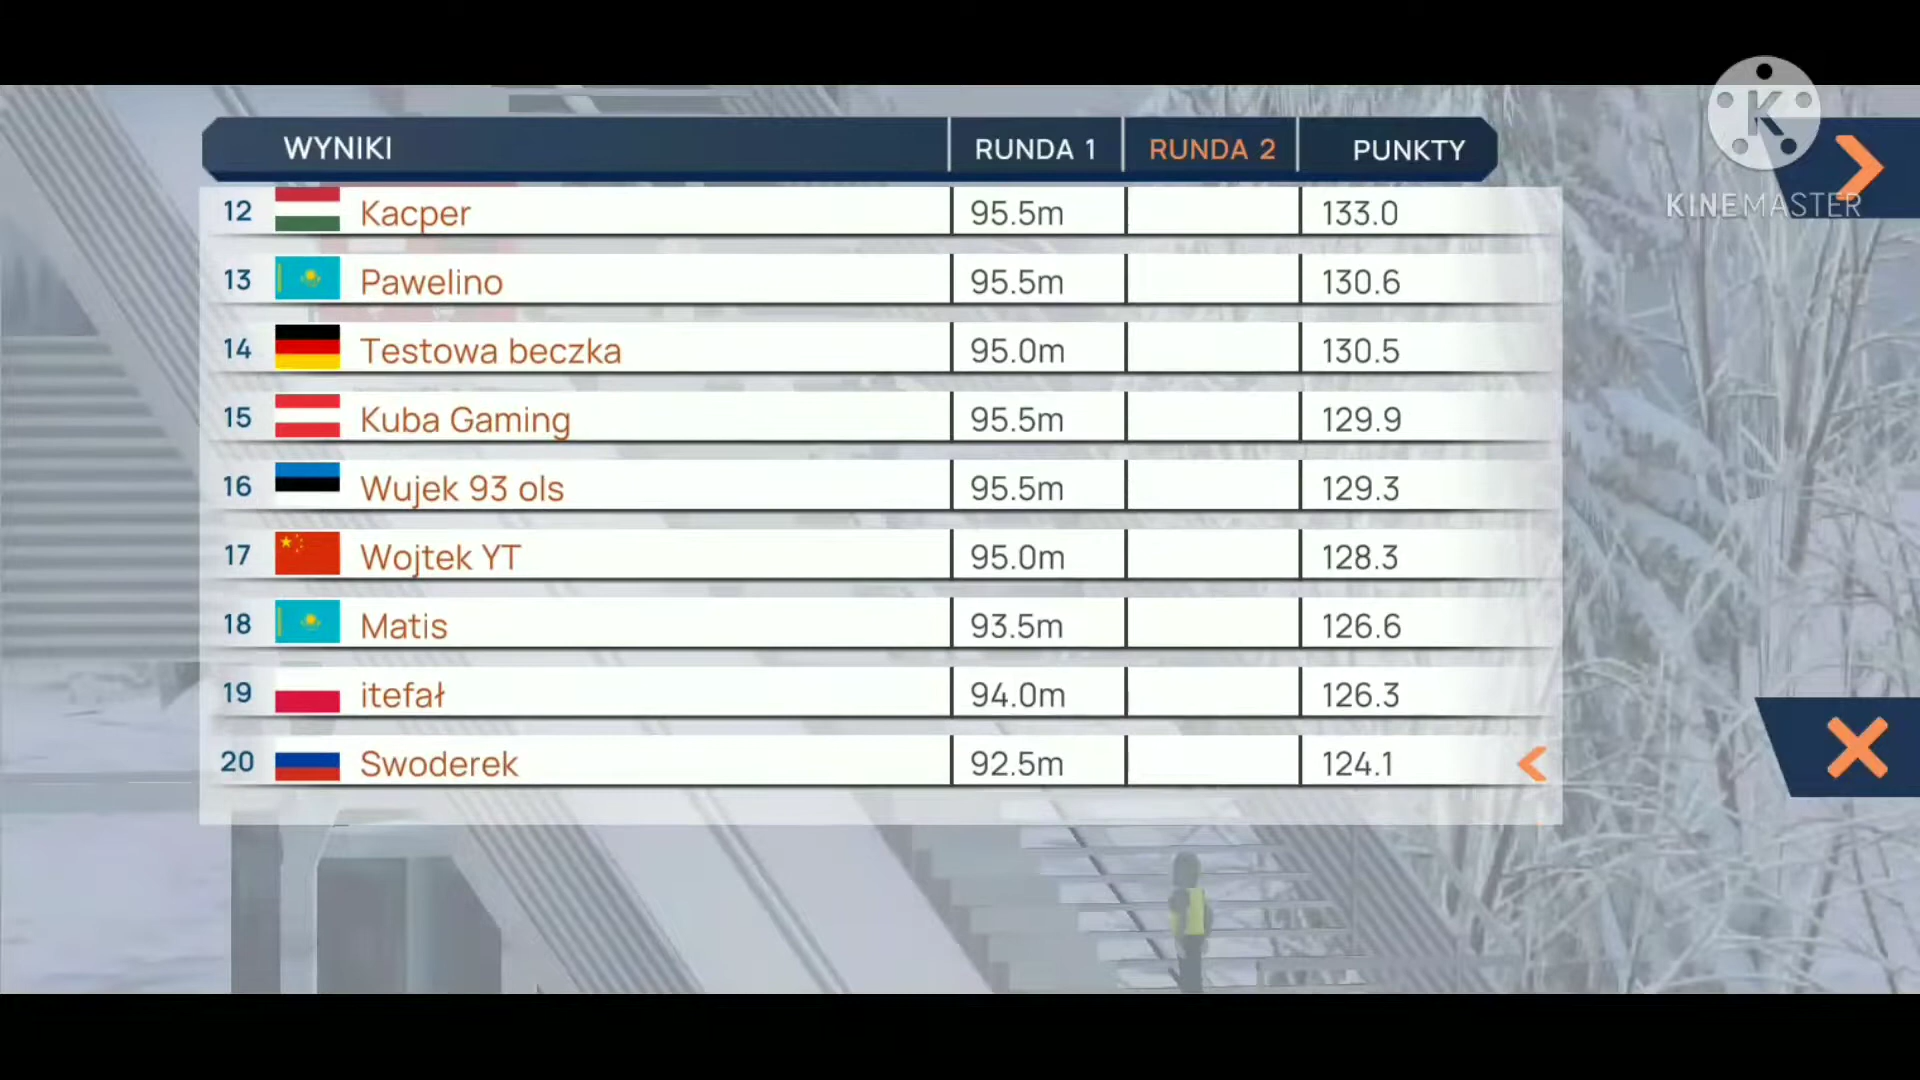 WYNIKI RUNDA 1 RUNDA 2 PUNKTY
12 Kacper 95.5m 133.0
13 Pawelino 95.5m 130.6
14 Testowa beczka 95.0m 130.5
15 Kuba Gaming 95.5m 129.9
16 Wujek 93 ols 95.5m 129.3
17 Wojtek YT 95.0m 128.3
18 Matis 93.5m 126.6
19 itefał 94.0m 126.3
20 Swoderek 92.5m 124.1
K
KINEMASTER